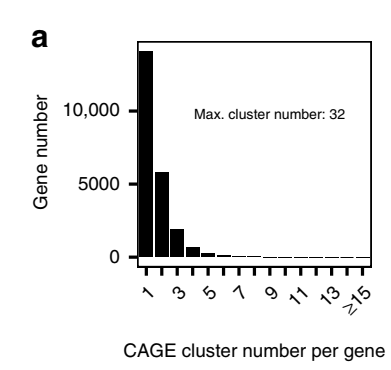 a
Gene number
10,000
5000
0
Max. cluster number: 32
1 3 5 7 9 11 13 ≥15
CAGE cluster number per gene